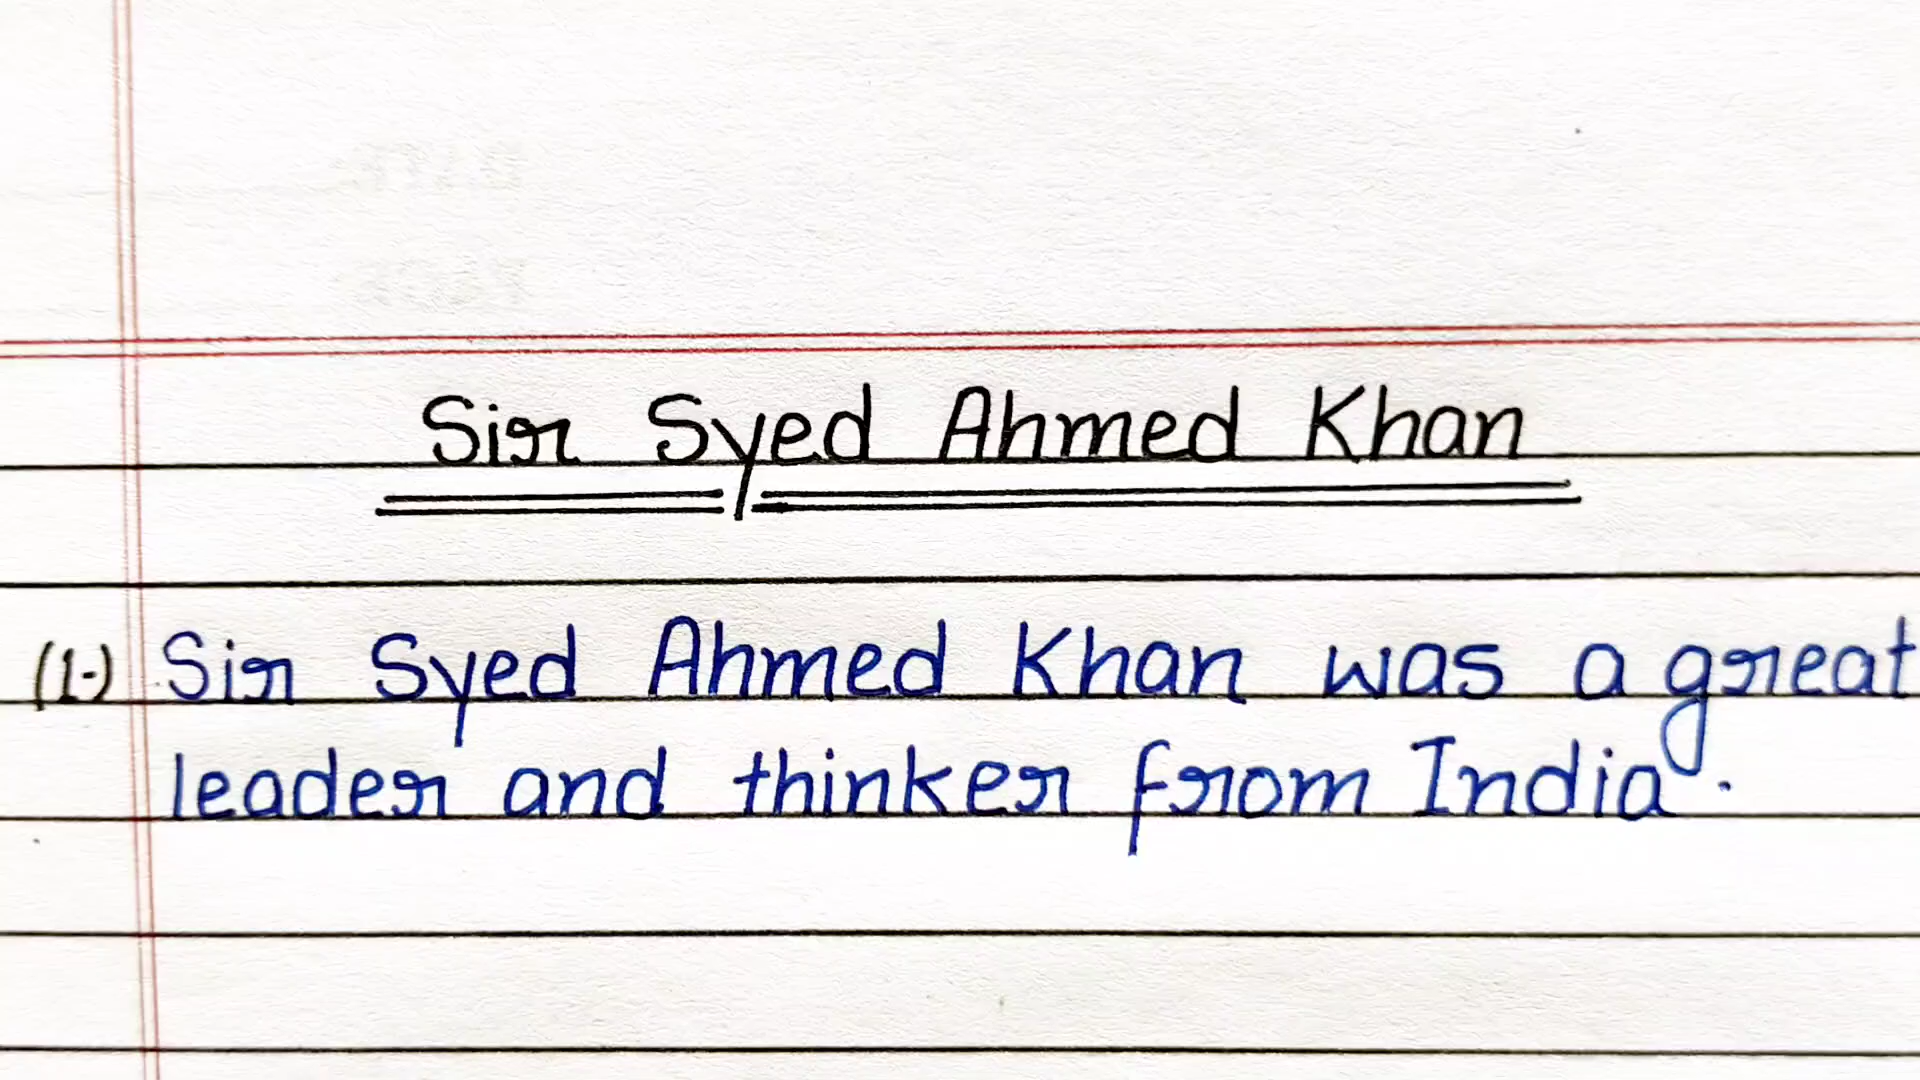 Sir Syed Ahmed Khan
(1.) Sir Syed Ahmed Khan was a great
leader and thinker from India.